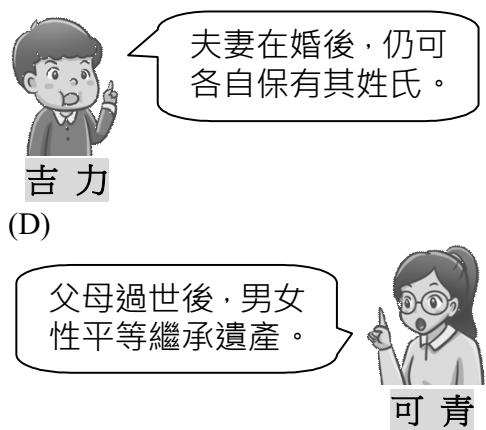 夫妻在婚後，仍可
各自保有其姓氏。
吉 力
(D)
父母過世後，男女
性平等繼承遺產。
可 青